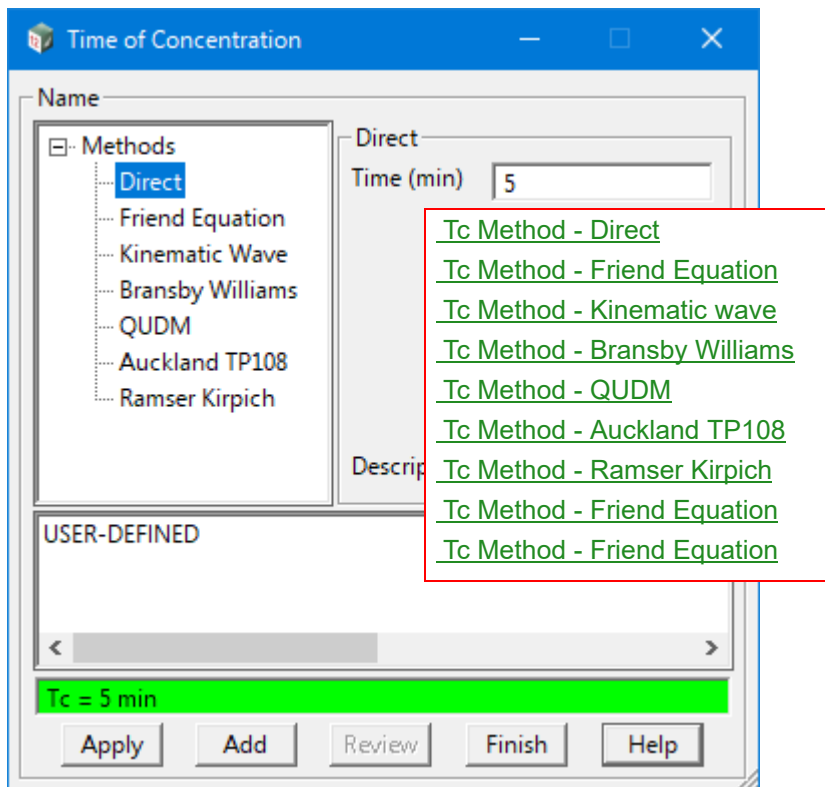 Time of Concentration
Name
Methods
Direct
Friend Equation
Kinematic Wave
Bransby Williams
QUDM
Auckland TP108
Ramser Kirpich
Direct
Time (min) 5
Descrip
Tc Method - Direct
Tc Method - Friend Equation
Tc Method - Kinematic wave
Tc Method - Bransby Williams
Tc Method - QUDM
Tc Method - Auckland TP108
Tc Method - Ramser Kirpich
Tc Method - Friend Equation
Tc Method - Friend Equation
USER-DEFINED
Tc = 5 min
Apply Add Review Finish Help